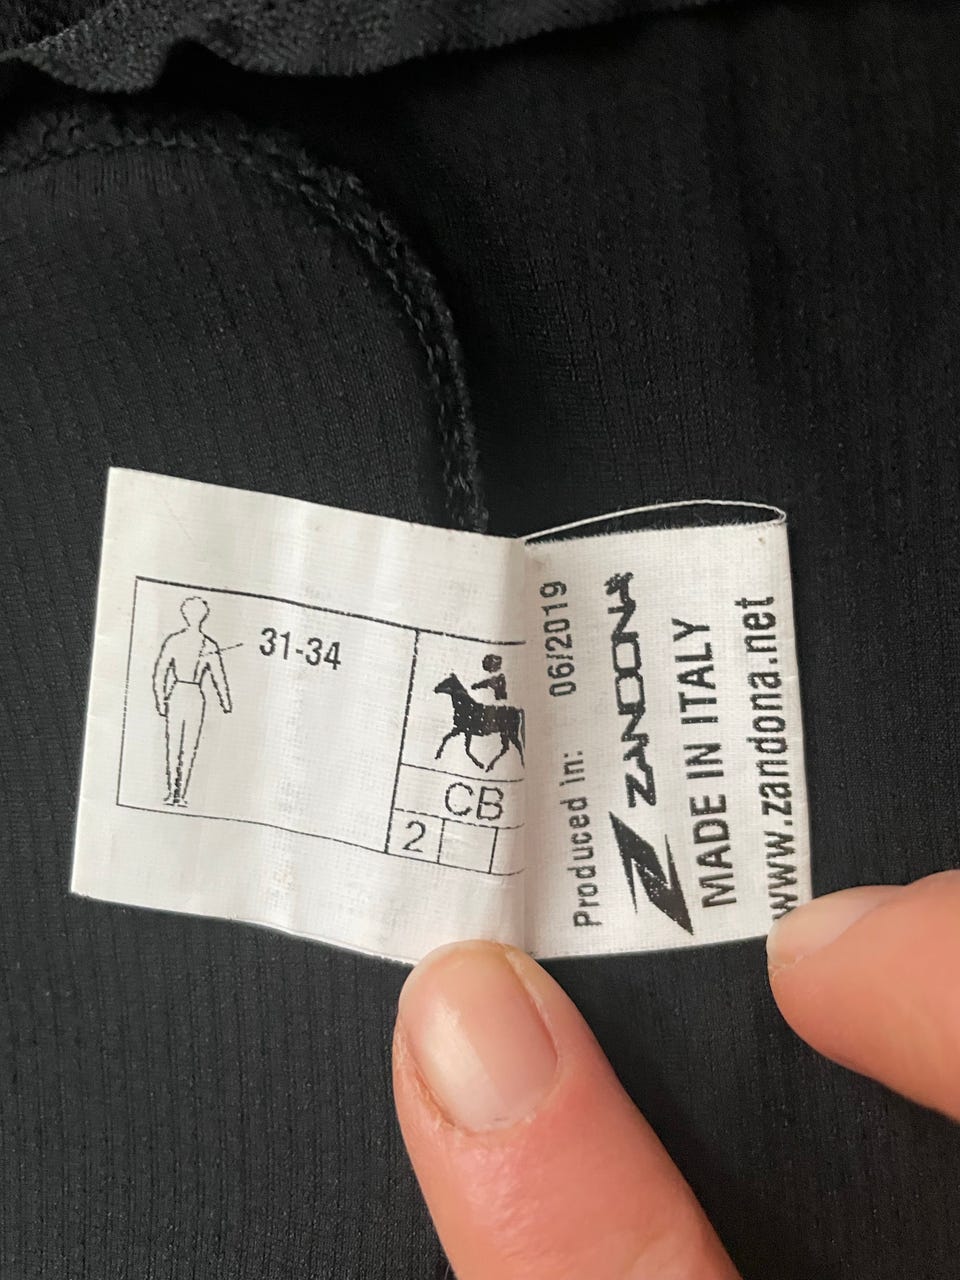 31-34
CB
2
Produced in: 06/2019
ZANDONA
MADE IN ITALY
www.zandona.net